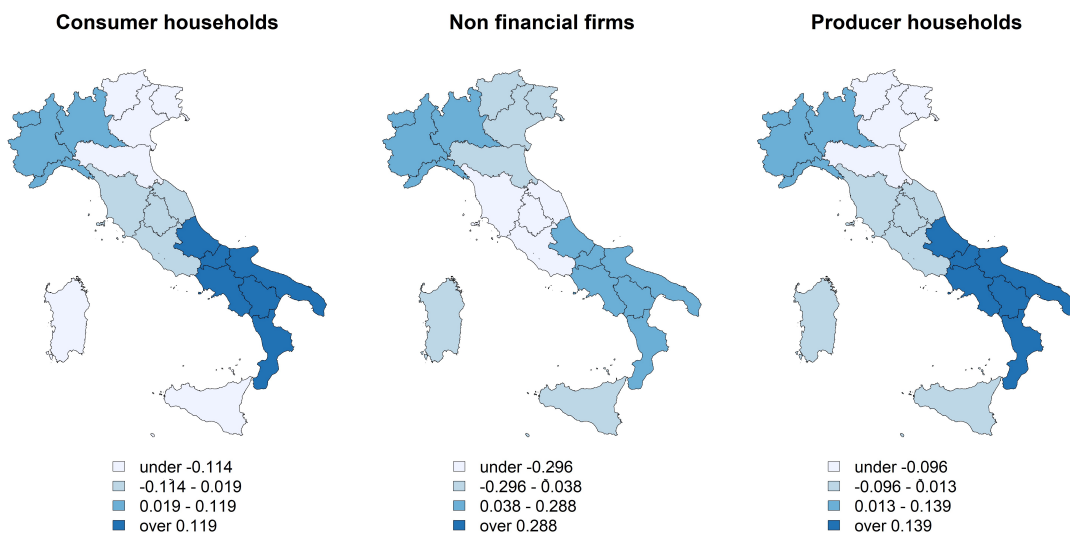 Consumer households
Non financial firms
Producer households
under -0.114
-0.114 - 0.019
0.019 - 0.119
over 0.119
under -0.296
-0.296 - 0.038
0.038 - 0.288
over 0.288
under -0.096
-0.096 - 0.013
0.013 - 0.139
over 0.139